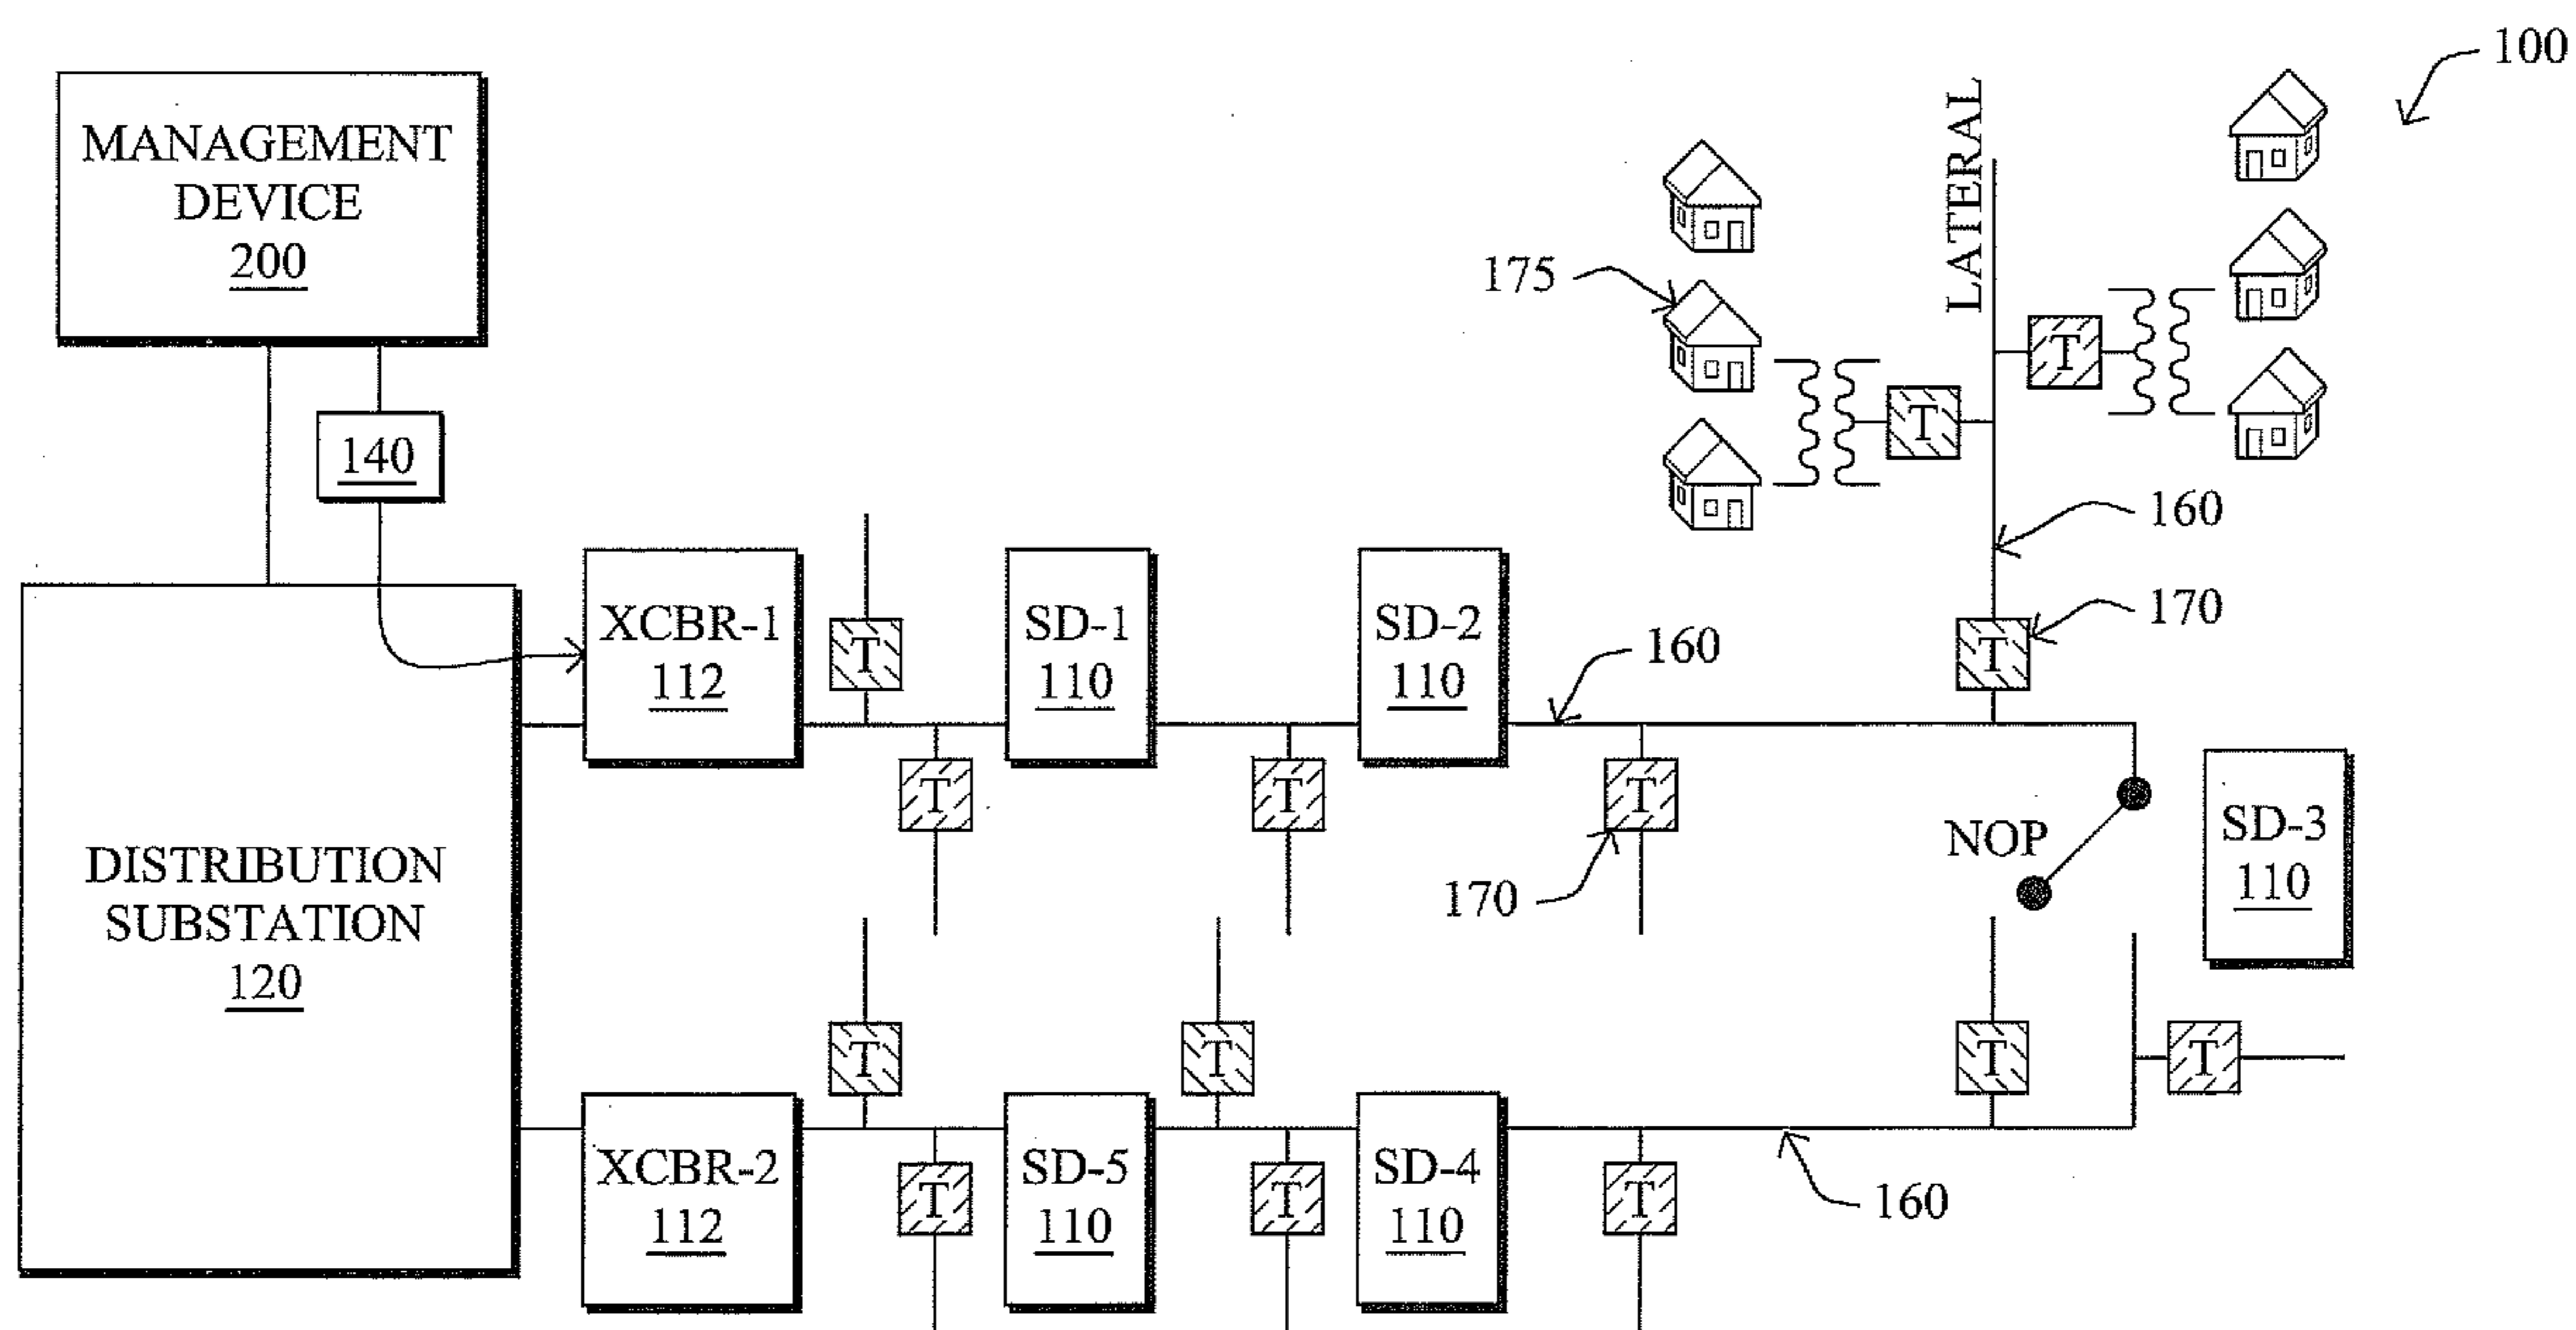 100
MANAGEMENT
DEVICE
200
LATERAL
175
T
T
140
160
170
T
XCBR-1
112
T
SD-1
110
SD-2
110
160
T
T
T
170
NOP
SD-3
110
DISTRIBUTION
SUBSTATION
120
T
T
T
T
XCBR-2
112
T
SD-5
110
T
SD-4
110
T
160